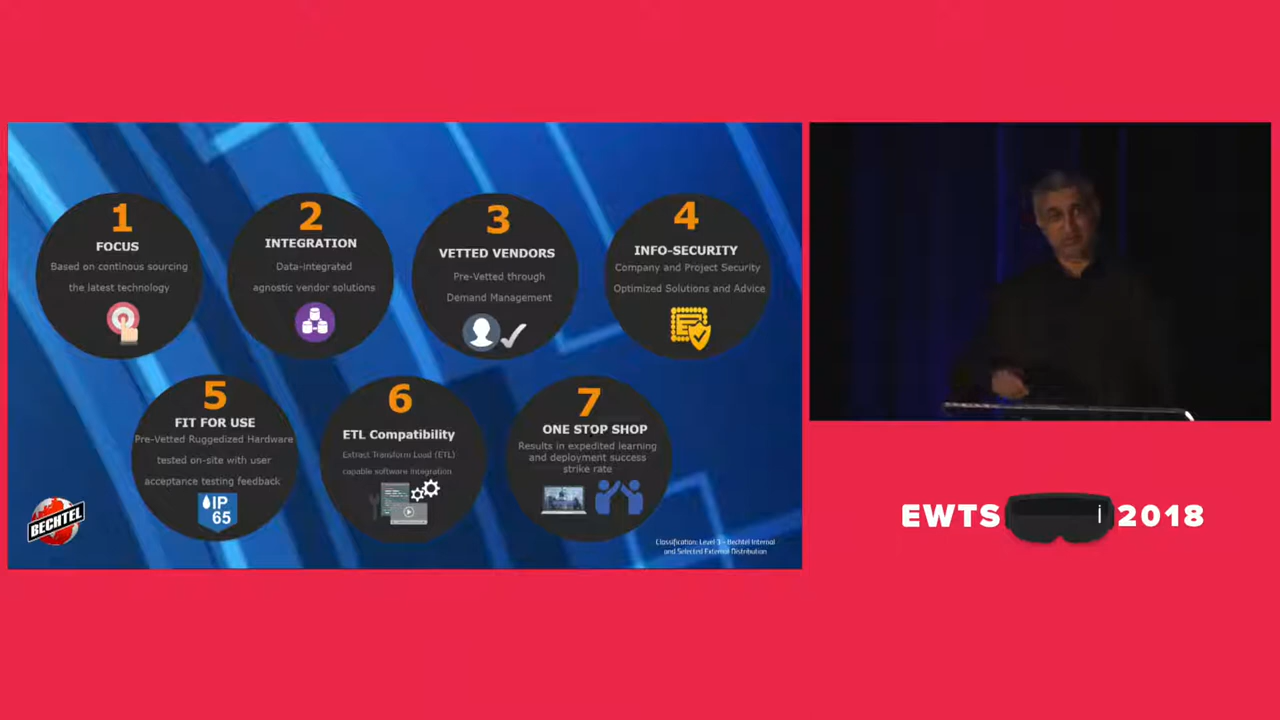 1
FOCUS
Based on continous sourcing
the latest technology
2
INTEGRATION
Data-integrated
agnostic vendor solutions
3
VETTED VENDORS
Pre-Vetted through
Demand Management
4
INFO-SECURITY
Company and Project Security
Optimized Solutions and Advice
5
FIT FOR USE
Pre-Vetted Ruggedized Hardware
tested on-site with user
acceptance testing feedback
IP
65
6
ETL Compatibility
Extract Transform Load (ETL)
capable software integration
7
ONE STOP SHOP
Results in expedited learning
and deployment success
strike rate
BECHTEL
Classification: Level 3 - Bechtel Internal
and Selected External Distribution
EWTS 2018